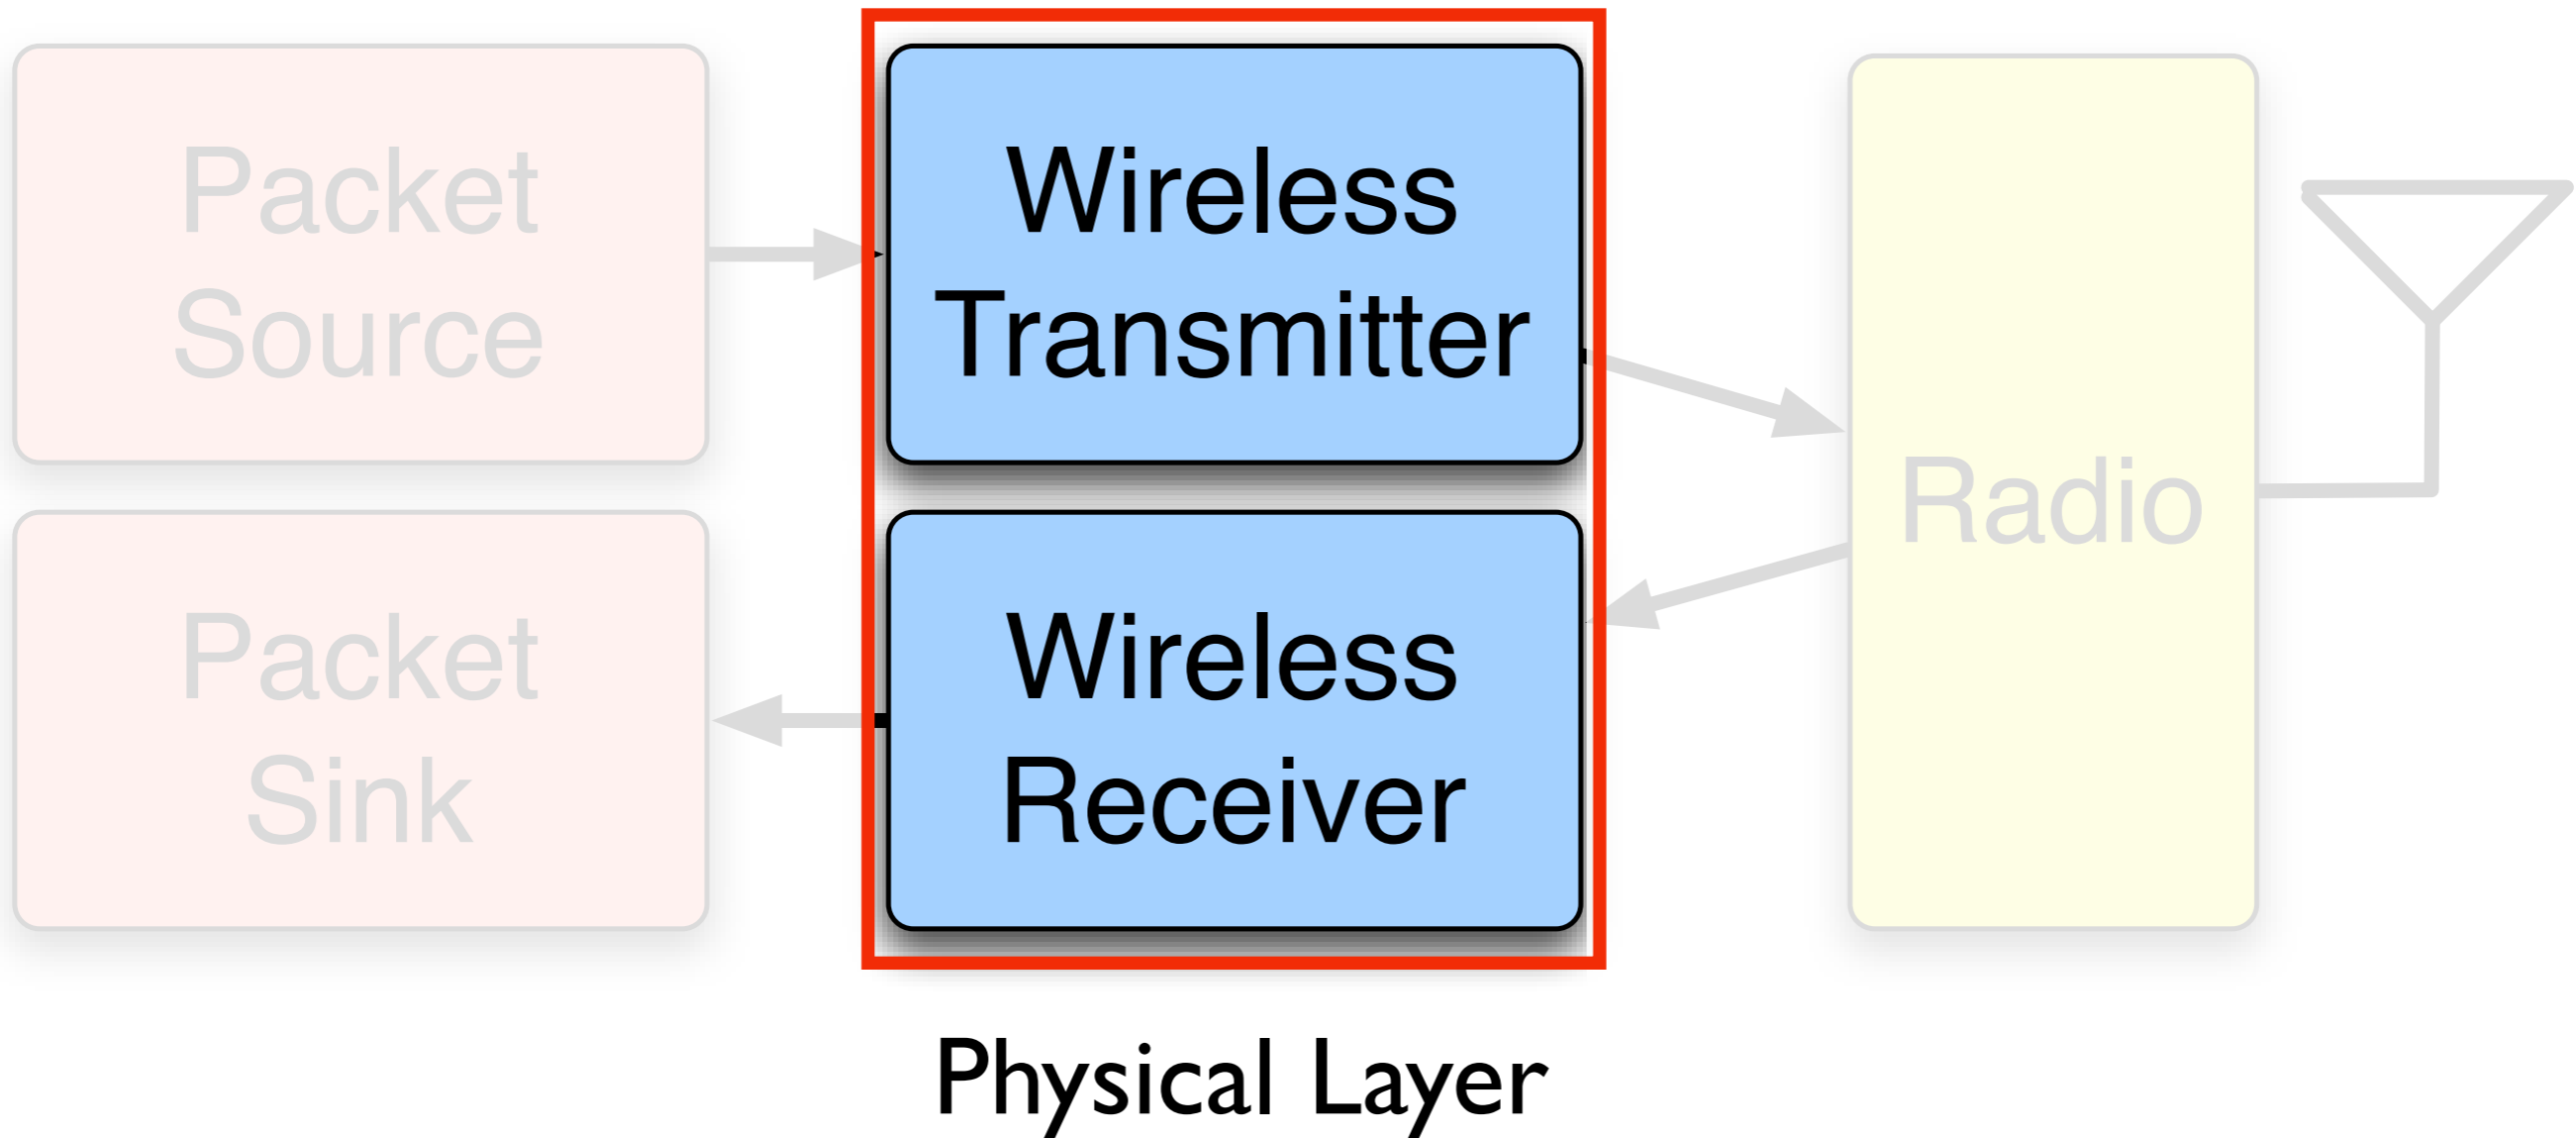 Packet
Source
Wireless
Transmitter
Radio
Packet
Sink
Wireless
Receiver
Physical Layer